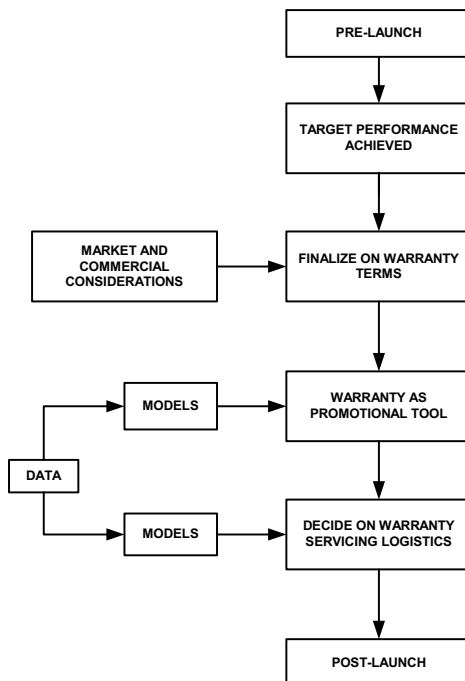 PRE-LAUNCH
TARGET PERFORMANCE
ACHIEVED
MARKET AND
COMMERCIAL
CONSIDERATIONS
FINALIZE ON WARRANTY
TERMS
MODELS
WARRANTY AS
PROMOTIONAL TOOL
DATA
MODELS
DECIDE ON WARRANTY
SERVICING LOGISTICS
POST-LAUNCH